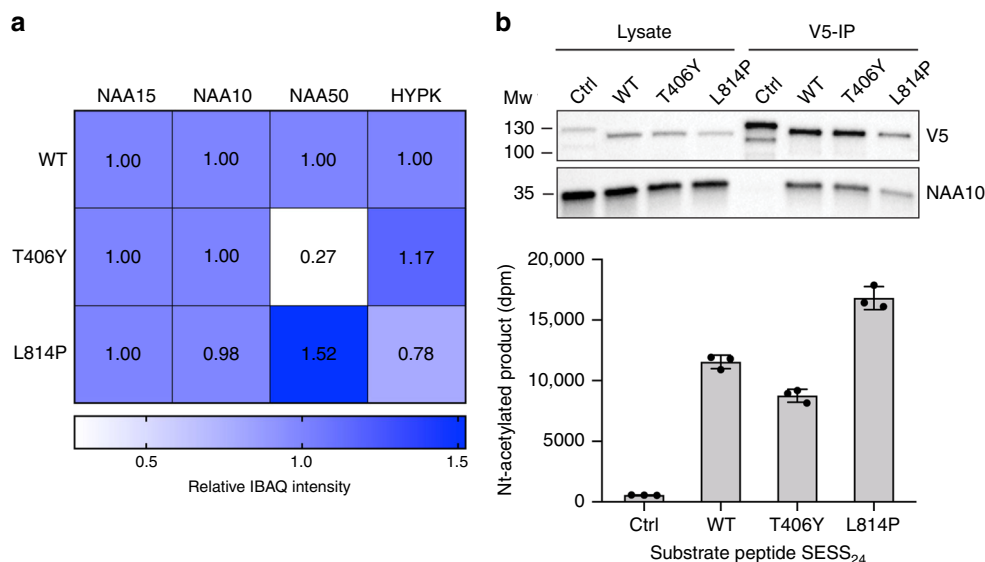 a
NAA15 NAA10 NAA50 HYPK
WT 1.00 1.00 1.00 1.00
T406Y 1.00 1.00 0.27 1.17
L814P 1.00 0.98 1.52 0.78
0.5 1.0 1.5
Relative IBAQ intensity
b
Lysate V5-IP
Mw Ctrl WT T406Y L814P Ctrl WT T406Y L814P
130 V5
100
35 NAA10
Nt-acetylated product (dpm)
20,000
15,000
10,000
5000
0
Ctrl WT T406Y L814P
Substrate peptide SESS24